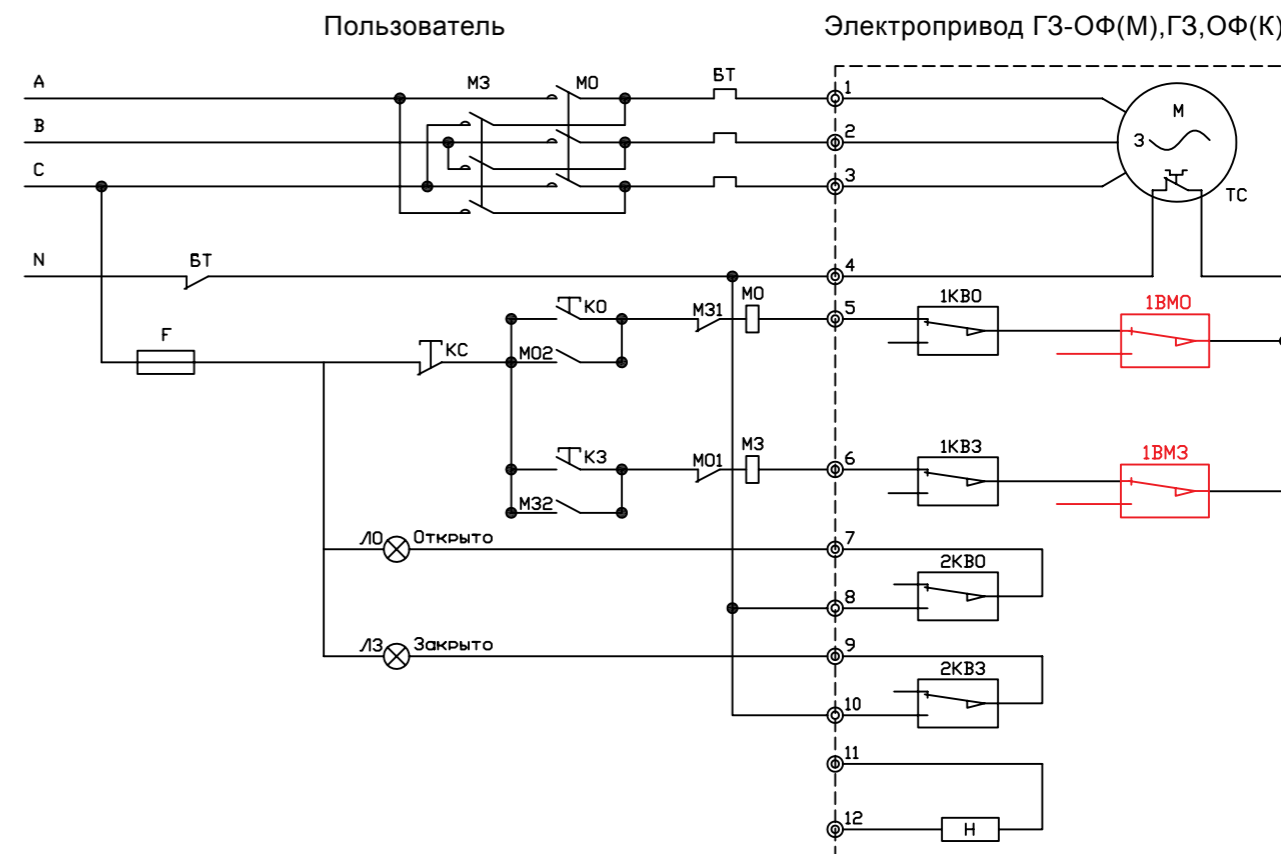 Пользователь
Электропривод ГЗ-ОФ(М),ГЗ,ОФ(К)
А
МЗ
МО
БТ
1
В
2
М
3
С
3
ТС
N
БТ
4
КО
МЗ1
МО
5
1КВО
1ВМО
F
КС
МО2
КЗ
МО1
МЗ
6
1КВЗ
1ВМЗ
МЗ2
ЛО
Открыто
7
2КВО
8
ЛЗ
Закрыто
9
2КВЗ
10
11
12
Н